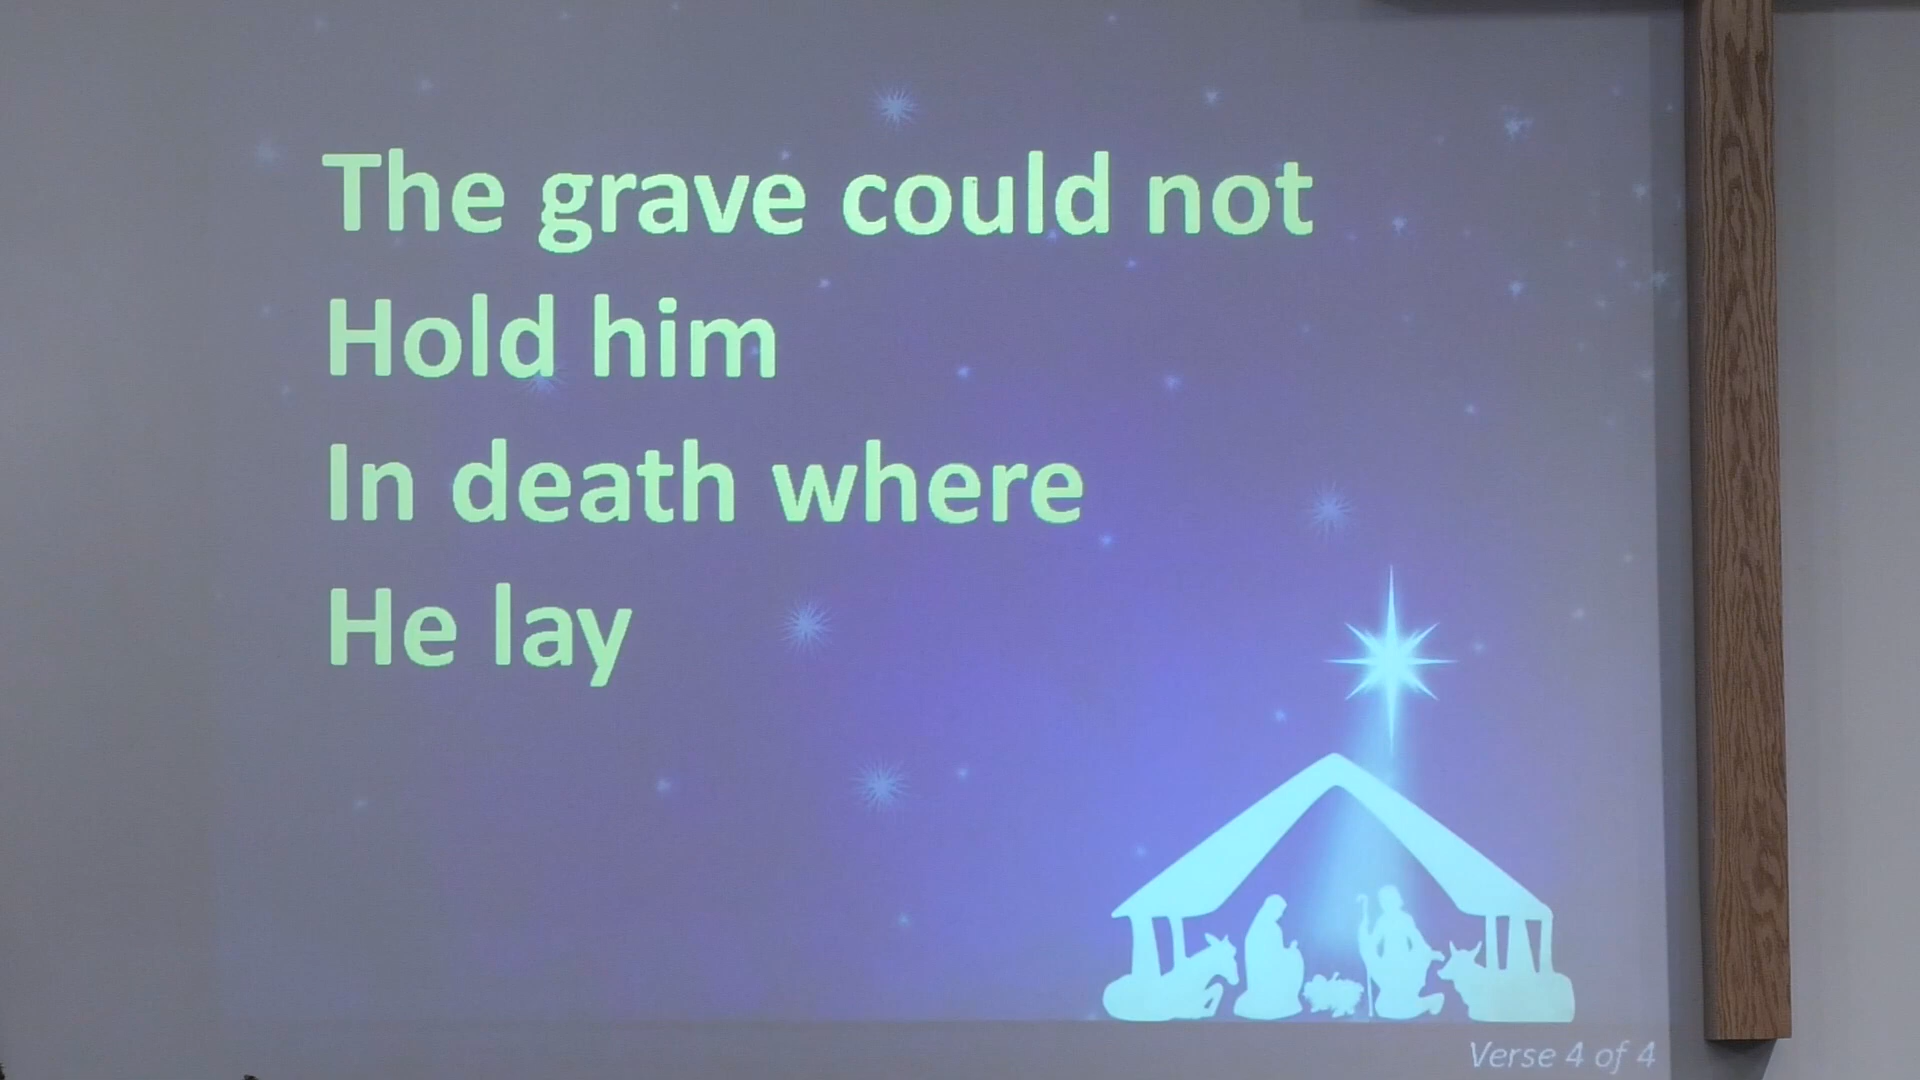 The grave could not
Hold him
In death where
He lay
Verse 4 of 4